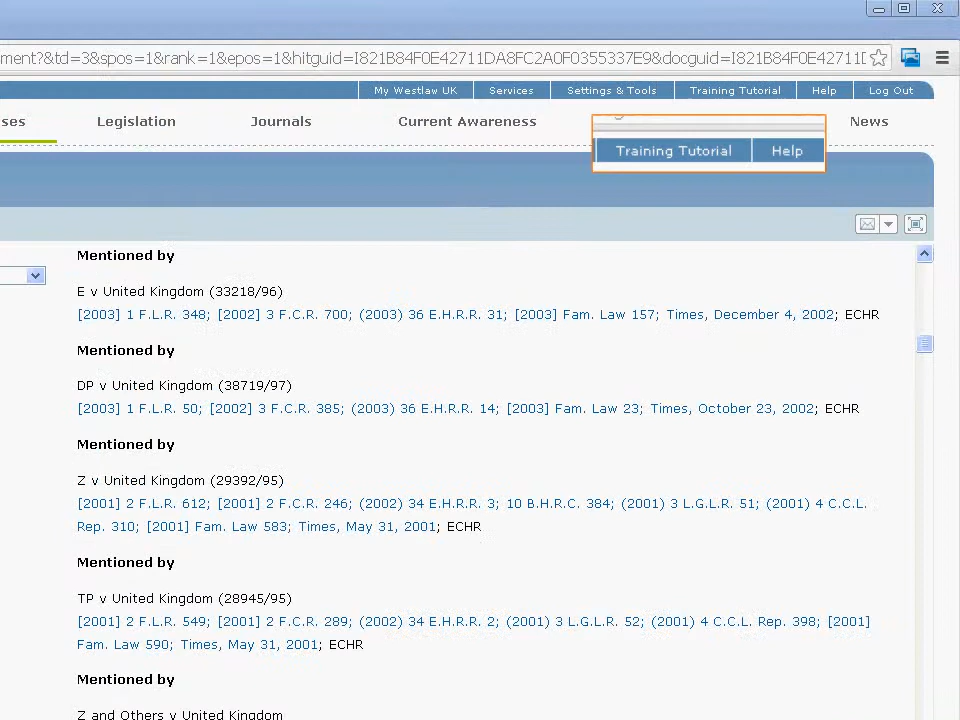 ment?&td=3&spos=1&rank=1&epos=1&hitguid=I821B84F0E42711DA8FC2A0F0355337E9&docguid=I821B84F0E42711D
My Westlaw UK Services Settings & Tools Training Tutorial Help Log Out
ses Legislation Journals Current Awareness News
Training Tutorial Help
Mentioned by
E v United Kingdom (33218/96)
[2003] 1 F.L.R. 348; [2002] 3 F.C.R. 700; (2003) 36 E.H.R.R. 31; [2003] Fam. Law 157; Times, December 4, 2002; ECHR
Mentioned by
DP v United Kingdom (38719/97)
[2003] 1 F.L.R. 50; [2002] 3 F.C.R. 385; (2003) 36 E.H.R.R. 14; [2003] Fam. Law 23; Times, October 23, 2002; ECHR
Mentioned by
Z v United Kingdom (29392/95)
[2001] 2 F.L.R. 612; [2001] 2 F.C.R. 246; (2002) 34 E.H.R.R. 3; 10 B.H.R.C. 384; (2001) 3 L.G.L.R. 51; (2001) 4 C.C.L.
Rep. 310; [2001] Fam. Law 583; Times, May 31, 2001; ECHR
Mentioned by
TP v United Kingdom (28945/95)
[2001] 2 F.L.R. 549; [2001] 2 F.C.R. 289; (2002) 34 E.H.R.R. 2; (2001) 3 L.G.L.R. 52; (2001) 4 C.C.L. Rep. 398; [2001]
Fam. Law 590; Times, May 31, 2001; ECHR
Mentioned by
Z and Others v United Kingdom